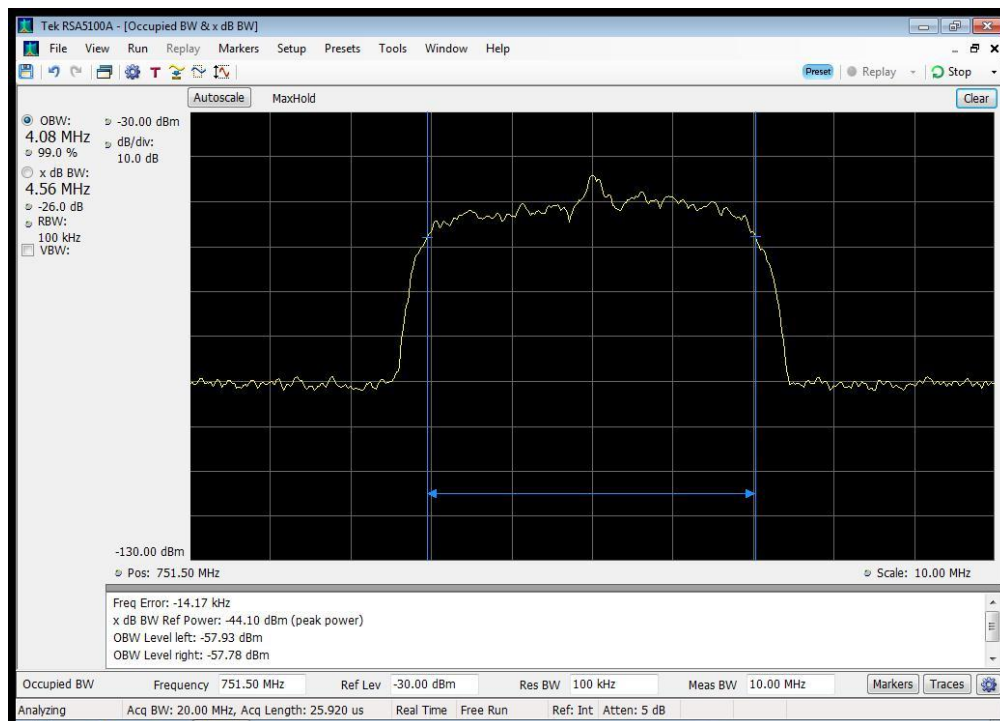 Tek RSA5100A - [Occupied BW & x dB BW]
File View Run Replay Markers Setup Presets Tools Window Help
T Preset Replay Stop
Autoscale MaxHold Clear
OBW:
4.08 MHz
99.0 %
x dB BW:
4.56 MHz
-26.0 dB
RBW:
100 kHz
VBW:
-30.00 dBm
dB/div:
10.0 dB
-130.00 dBm
Pos: 751.50 MHz Scale: 10.00 MHz
Freq Error: -14.17 kHz
x dB BW Ref Power: -44.10 dBm (peak power)
OBW Level left: -57.93 dBm
OBW Level right: -57.78 dBm
Occupied BW Frequency 751.50 MHz Ref Lev -30.00 dBm Res BW 100 kHz Meas BW 10.00 MHz Markers Traces
Analyzing Acq BW: 20.00 MHz, Acq Length: 25.920 us Real Time Free Run Ref: Int Atten: 5 dB